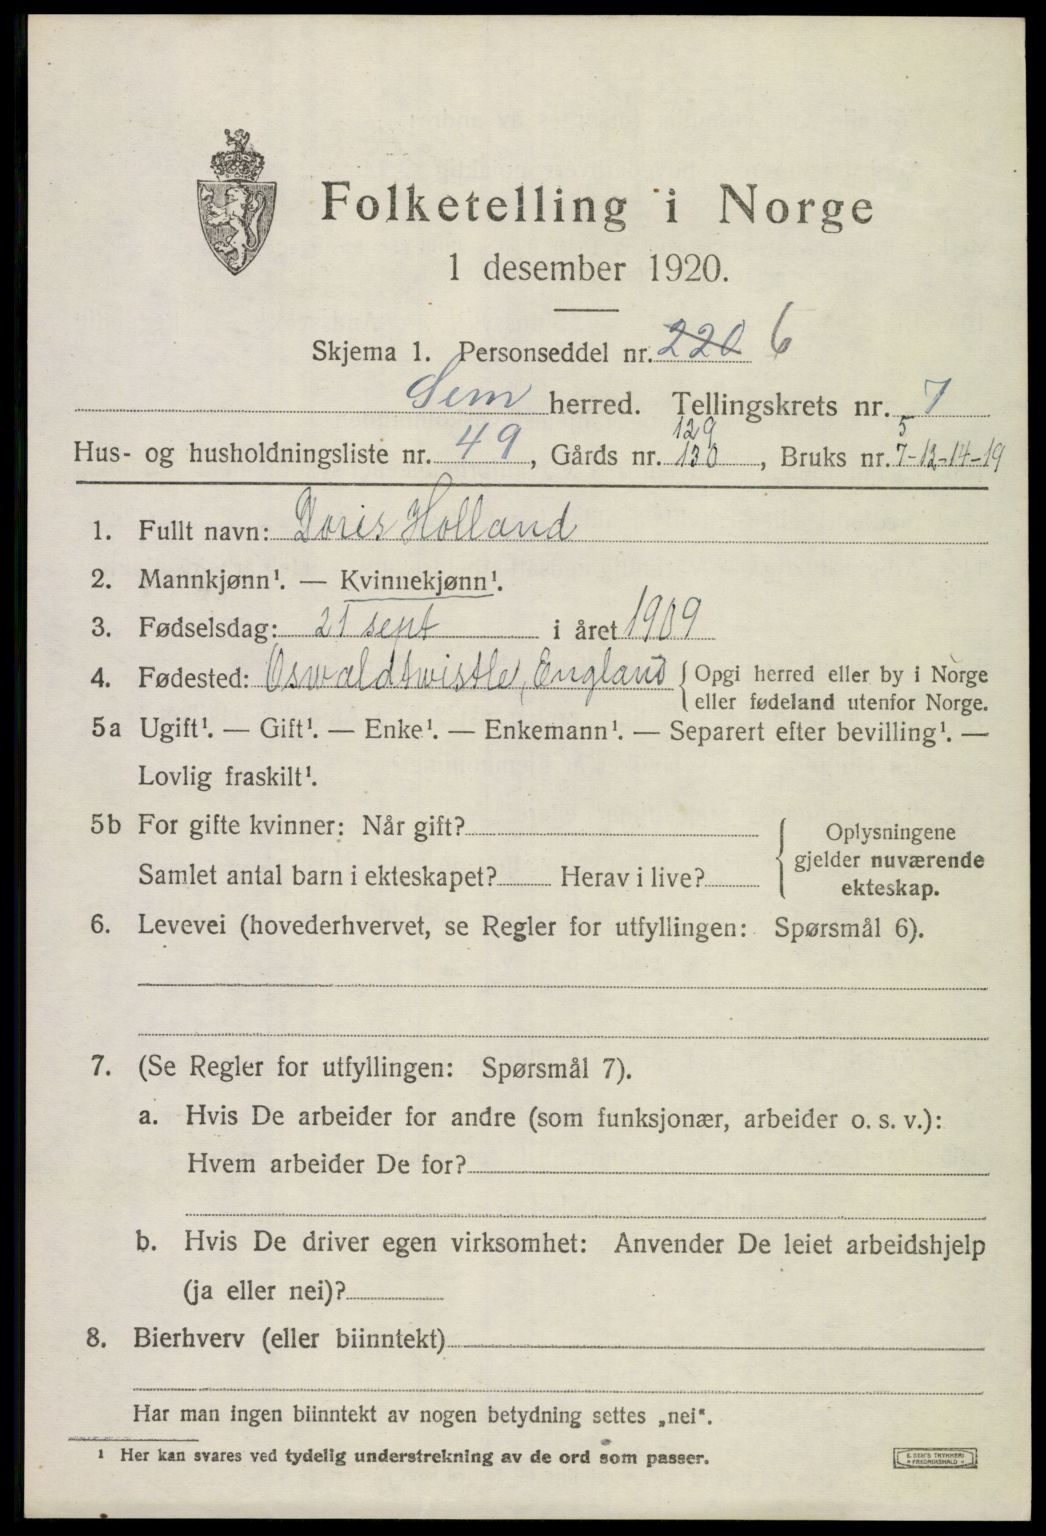 Folketelling i Norge
1 desember 1920.
Skjema 1. Personseddel nr. 220 6
Sem herred. Tellingskrets nr. 7
129 5
Hus- og husholdningsliste nr. 49, Gårds nr. 130, Bruks nr. 7-12-14-19
1. Fullt navn: Doris Holland
2. Mannkjønn¹. — Kvinnekjønn¹.
3. Fødselsdag: 21 sept i året 1909
4. Fødested: Oswaldtwistle, England { Opgi herred eller by i Norge
eller fødeland utenfor Norge.
5a Ugift¹. — Gift¹. — Enke¹. — Enkemann¹. — Separert efter bevilling¹. —
Lovlig fraskilt¹.
5b For gifte kvinner: Når gift?
Samlet antal barn i ekteskapet? Herav i live?
Oplysningene
gjelder nuværende
ekteskap.
6. Levevei (hovederhvervet, se Regler for utfyllingen: Spørsmål 6).
7. (Se Regler for utfyllingen: Spørsmål 7).
a. Hvis De arbeider for andre (som funksjonær, arbeider o. s. v.):
Hvem arbeider De for?
b. Hvis De driver egen virksomhet: Anvender De leiet arbeidshjelp
(ja eller nei)?
8. Bierhverv (eller biinntekt)
Har man ingen biinntekt av nogen betydning settes „nei".
¹ Her kan svares ved tydelig understrekning av de ord som passer.
E. SEM'S TRYKKERI
FREDRIKSHALD